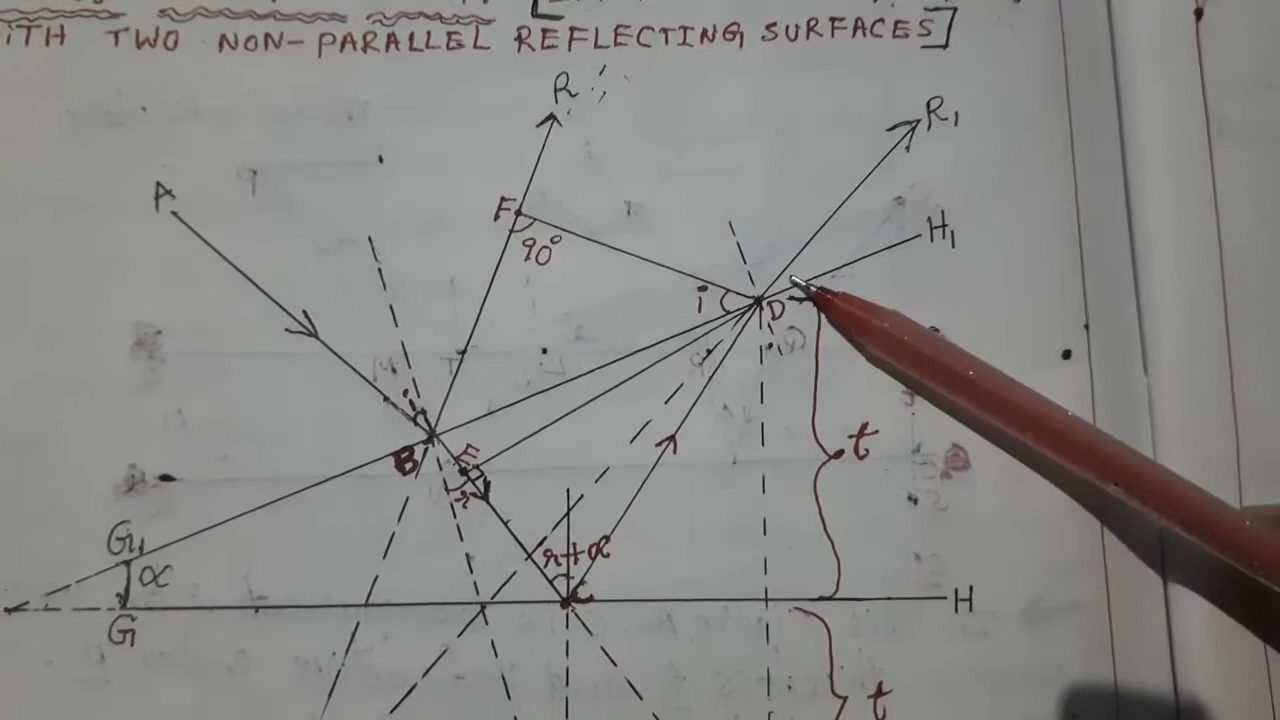 iTH TWO NON-PARALLEL REFLECTING SURFACES]
R
R1
A
H1
F
90°
i
D
t
i
B
E
r
G1
α
r+α
C
H
G
t